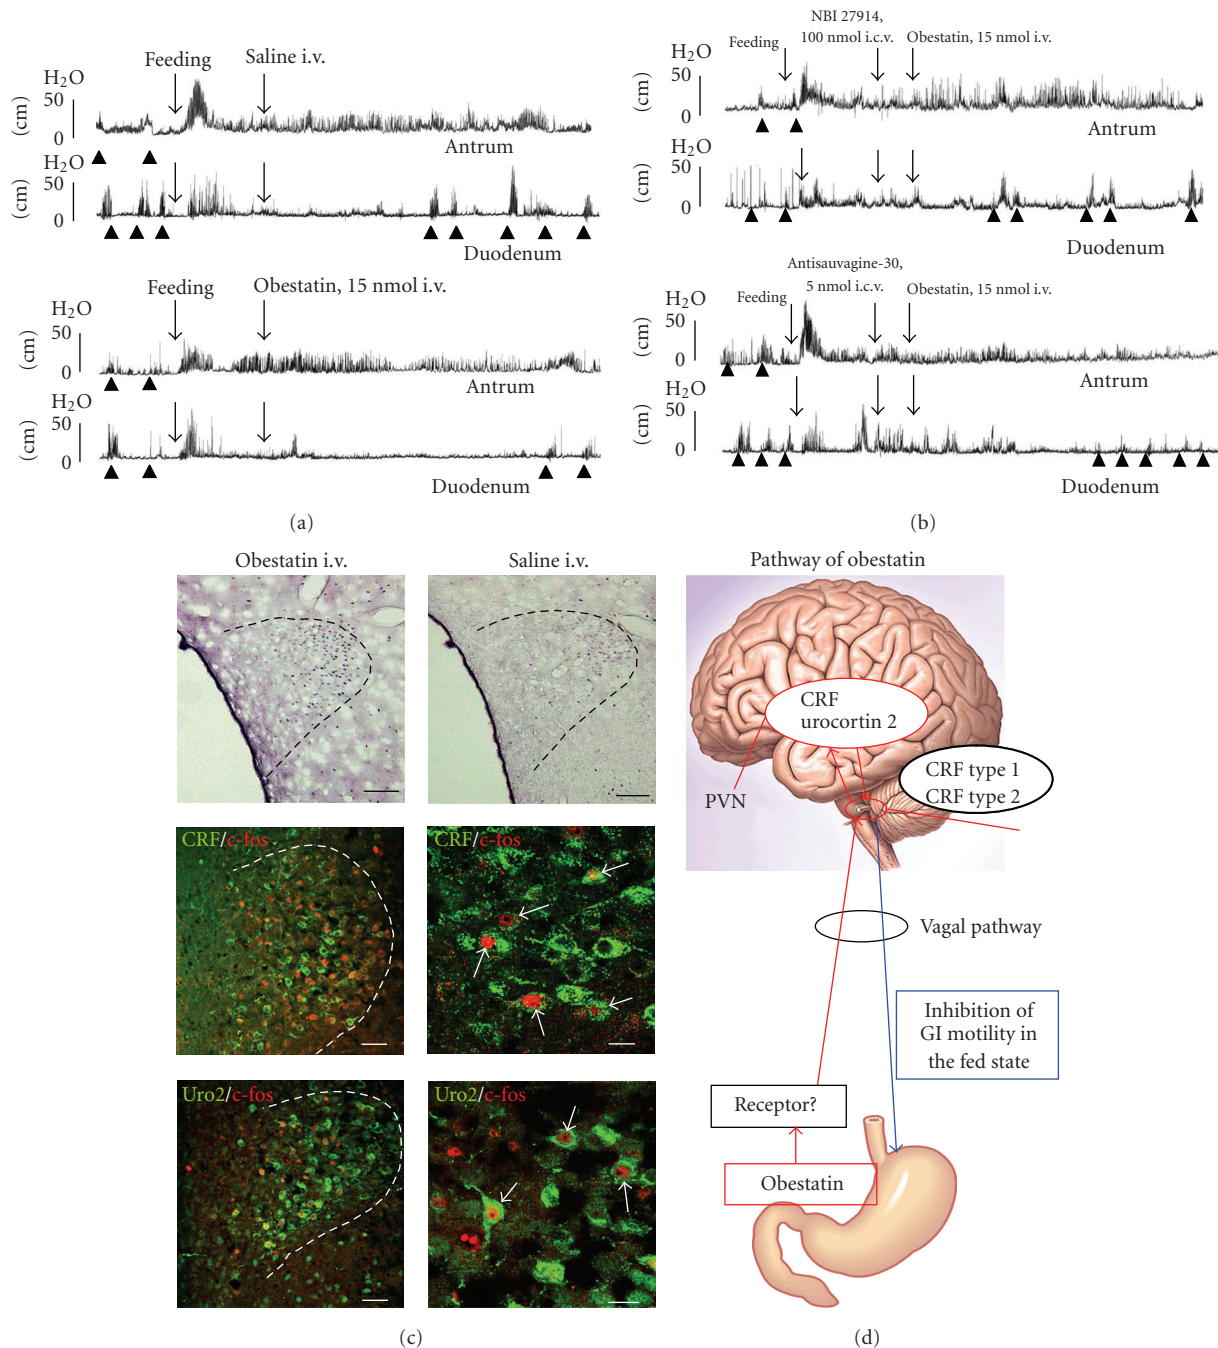 Feeding
Saline i.v.
H2O
(cm)
50
0
Antrum
H2O
(cm)
50
0
Duodenum
Feeding
Obestatin, 15 nmol i.v.
H2O
(cm)
50
0
Antrum
H2O
(cm)
50
0
Duodenum
(a)
NBI 27914,
100 nmol i.c.v.
Feeding
Obestatin, 15 nmol i.v.
H2O
(cm)
50
0
Antrum
H2O
(cm)
50
0
Duodenum
Antisauvagine-30,
5 nmol i.c.v.
Feeding
Obestatin, 15 nmol i.v.
H2O
(cm)
50
0
Antrum
H2O
(cm)
50
0
Duodenum
(b)
Obestatin i.v.
Saline i.v.
CRF/c-fos
CRF/c-fos
Uro2/c-fos
Uro2/c-fos
(c)
Pathway of obestatin
CRF
urocortin 2
CRF type 1
CRF type 2
PVN
Vagal pathway
Inhibition of
GI motility in
the fed state
Receptor?
Obestatin
(d)